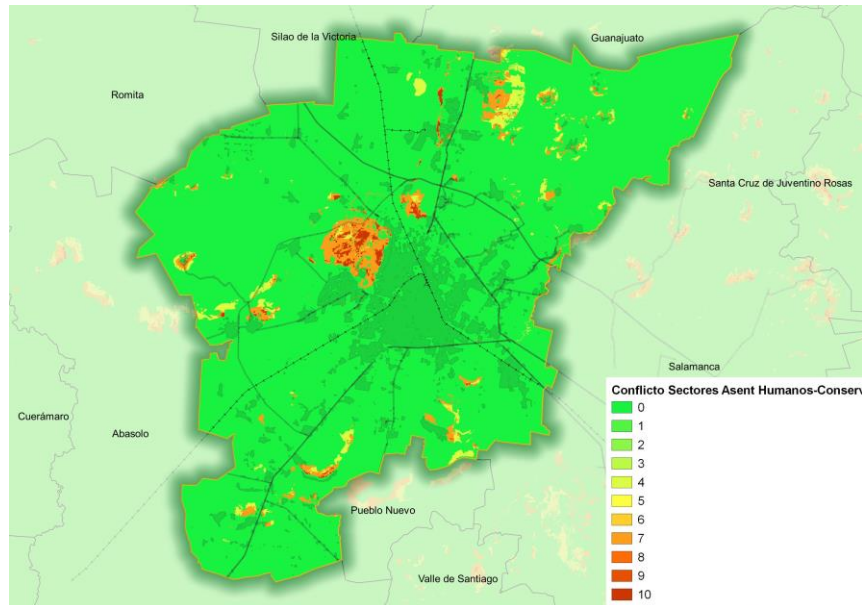 Silao de la Victoria
Guanajuato
Romita
Santa Cruz de Juventino Rosas
Salamanca
Cuerámaro
Abasolo
Pueblo Nuevo
Valle de Santiago
Conflicto Sectores Asent Humanos-Conserv
0
1
2
3
4
5
6
7
8
9
10